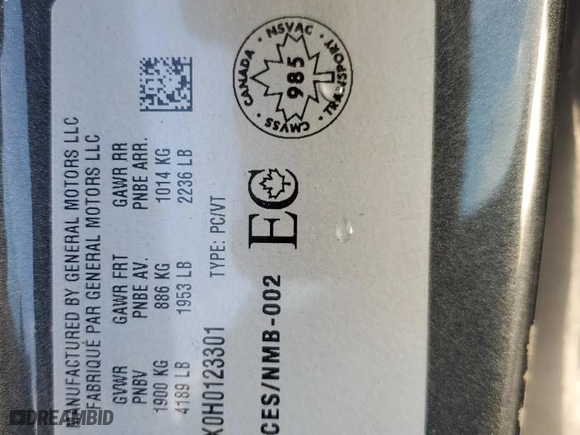 MANUFACTURED BY GENERAL MOTORS LLC
FABRIQUE PAR GENERAL MOTORS LLC
GVWR GAWR FRT GAWR RR
PNBV PNBE AV. PNBE ARR.
1900 KG 886 KG 1014 KG
4189 LB 1953 LB 2236 LB
X0H0123301 TYPE: PC/VT
CES/NMB-002 EC
CANADA · NSVAC · TRANSPORT · CMVSS ·
985
DREAMBID